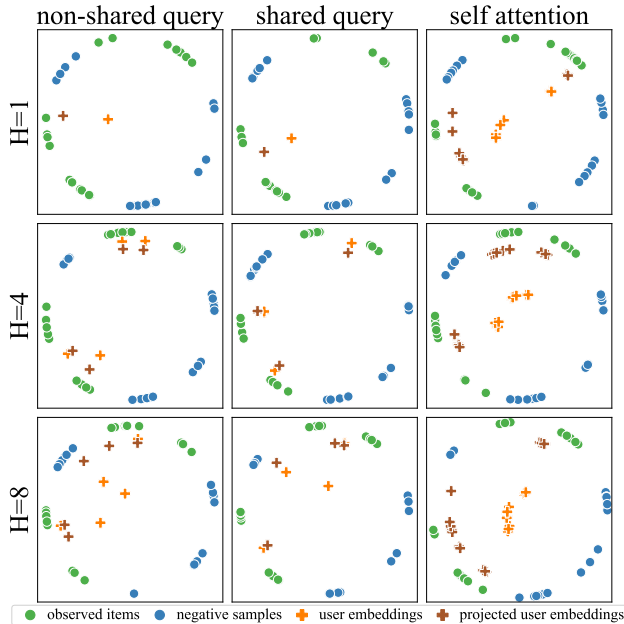 non-shared query shared query self attention
H=1
H=4
H=8
observed items negative samples user embeddings projected user embeddings